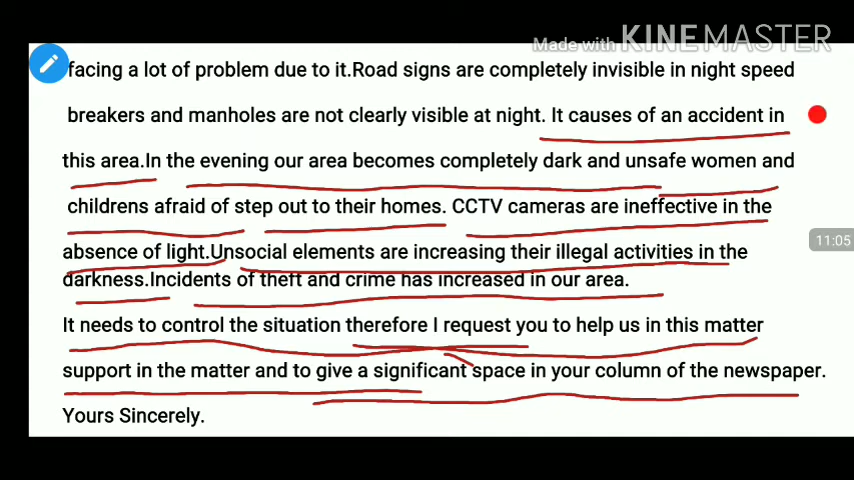 Made with KINEMASTER
facing a lot of problem due to it.Road signs are completely invisible in night speed
breakers and manholes are not clearly visible at night. It causes of an accident in
this area.In the evening our area becomes completely dark and unsafe women and
childrens afraid of step out to their homes. CCTV cameras are ineffective in the
11:05
absence of light.Unsocial elements are increasing their illegal activities in the
darkness.Incidents of theft and crime has increased in our area.
It needs to control the situation therefore I request you to help us in this matter
support in the matter and to give a significant space in your column of the newspaper.
Yours Sincerely.